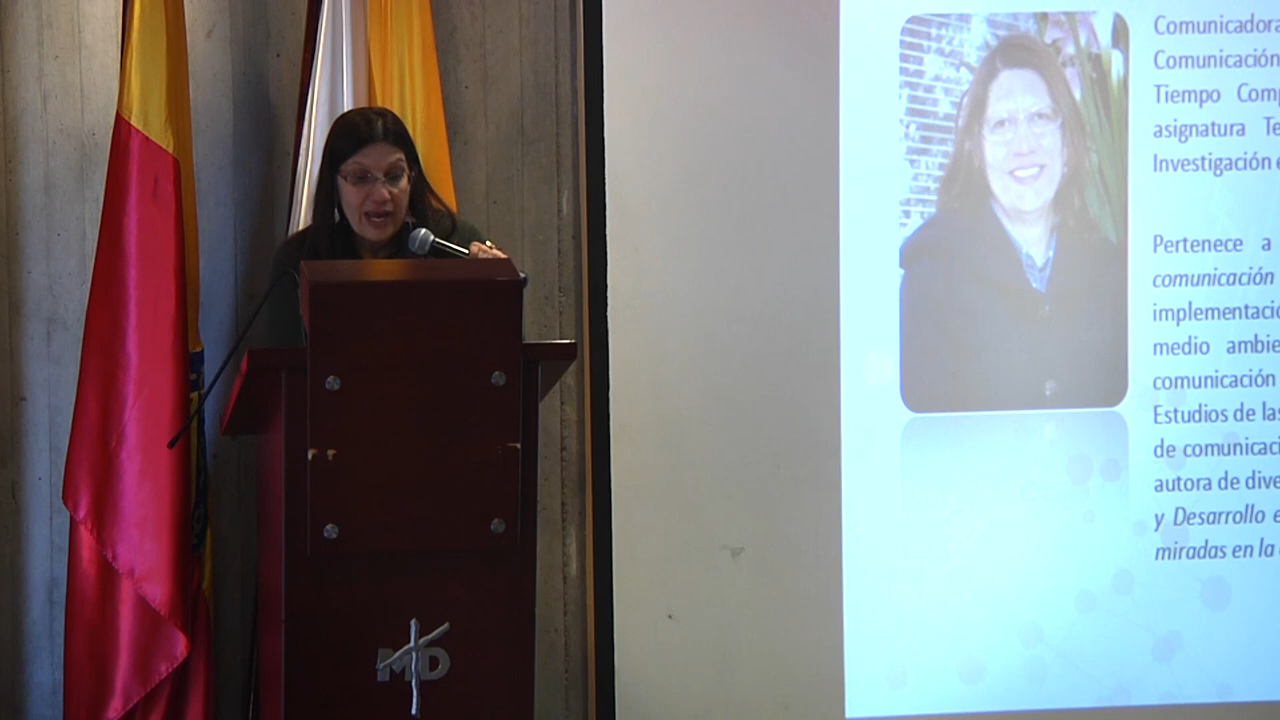 Comunicadora
Comunicación
Tiempo Comp
asignatura Te
Investigación e
Pertenece a
comunicación
implementació
medio ambie
comunicación
Estudios de las
de comunicaci
autora de dive
y Desarrollo e
miradas en la
MD